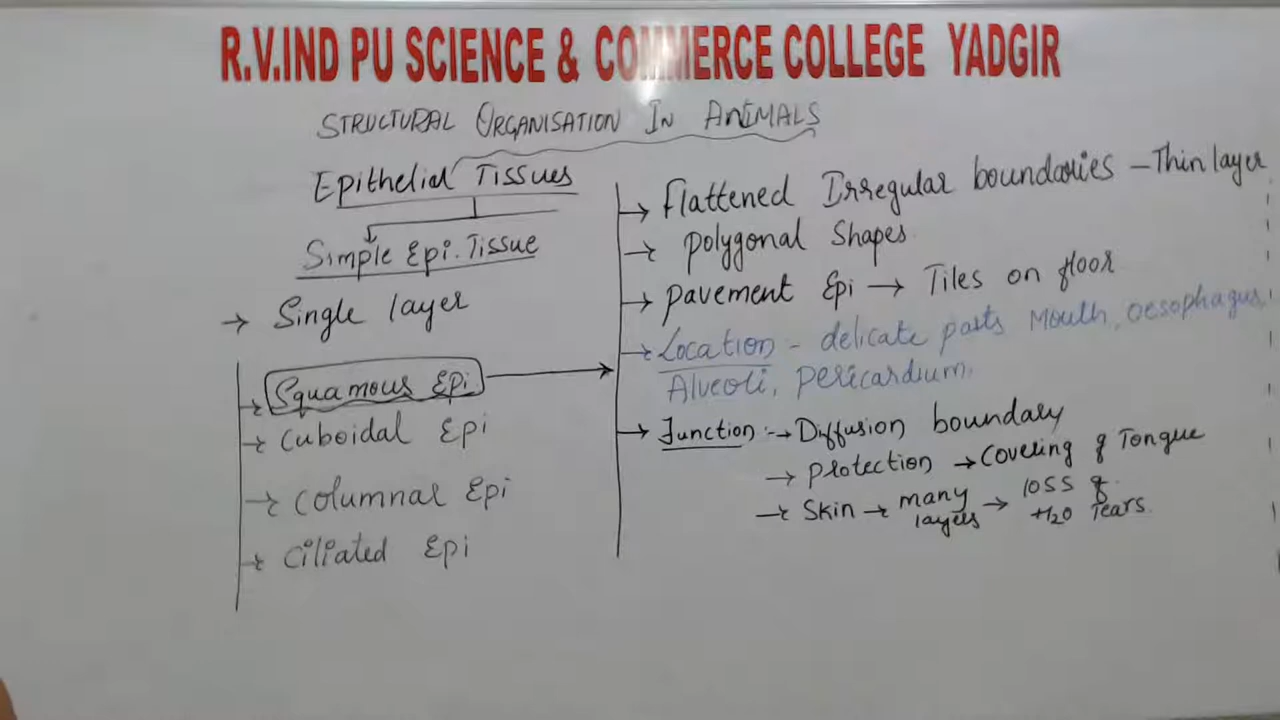 R.V.IND PU SCIENCE & COMMERCE COLLEGE YADGIR
STRUCTURAL ORGANISATION IN ANIMALS
Epithelial Tissues
Simple Epi. Tissue
→ Single layer
→ Squamous Epi
→ Cuboidal Epi
→ Columnar Epi
→ Ciliated Epi
→ Flattened Irregular boundaries - Thin layer
→ Polygonal Shapes
→ Pavement Epi → Tiles on floor
→ Location - delicate parts Mouth, Oesophagus,
Alveoli, Pericardium.
→ Junction :- → Diffusion boundary
→ Protection → Covering of Tongue
→ Skin → many layers → loss of H2O Tears.